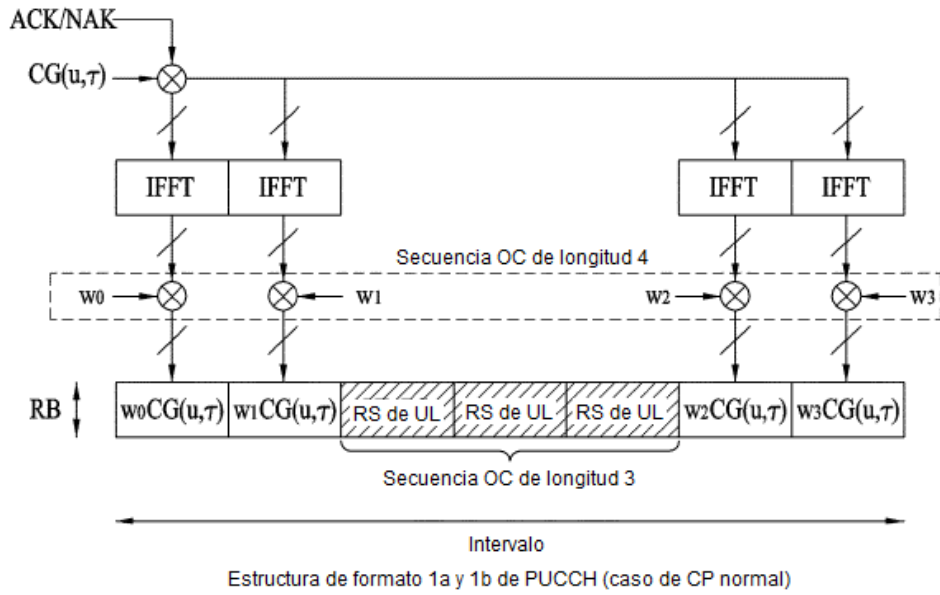 ACK/NAK
CG(u,τ)
IFFT IFFT IFFT IFFT
Secuencia OC de longitud 4
w0 w1 w2 w3
RB w0CG(u,τ) w1CG(u,τ) RS de UL RS de UL RS de UL w2CG(u,τ) w3CG(u,τ)
Secuencia OC de longitud 3
Intervalo
Estructura de formato 1a y 1b de PUCCH (caso de CP normal)